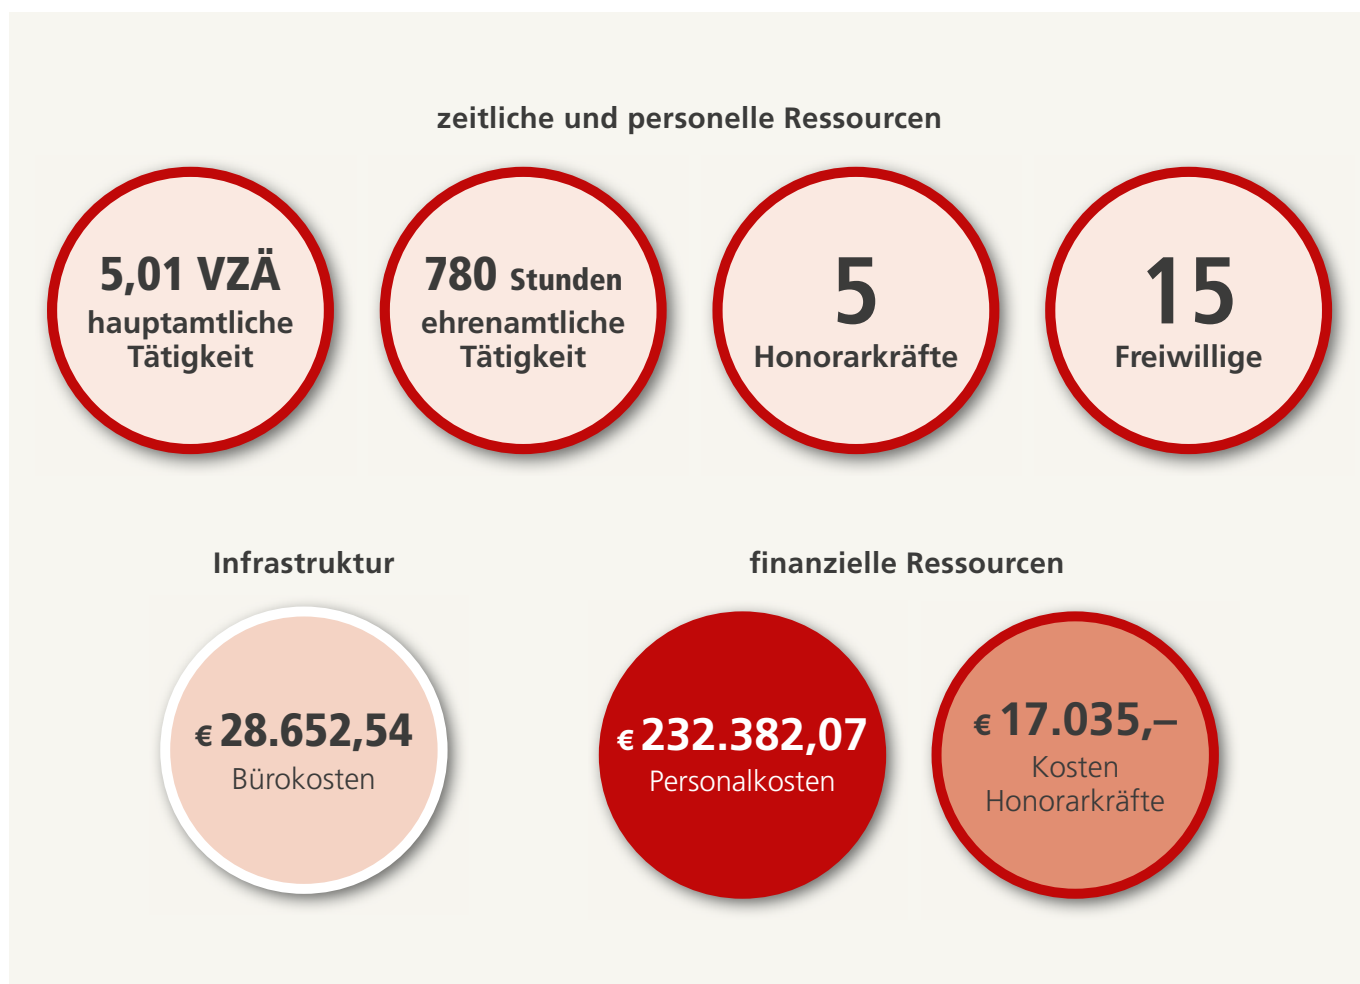 zeitliche und personelle Ressourcen
5,01 VZÄ
hauptamtliche
Tätigkeit
780 Stunden
ehrenamtliche
Tätigkeit
5
Honorarkräfte
15
Freiwillige
Infrastruktur
€ 28.652,54
Bürokosten
finanzielle Ressourcen
€ 232.382,07
Personalkosten
€ 17.035,–
Kosten
Honorarkräfte